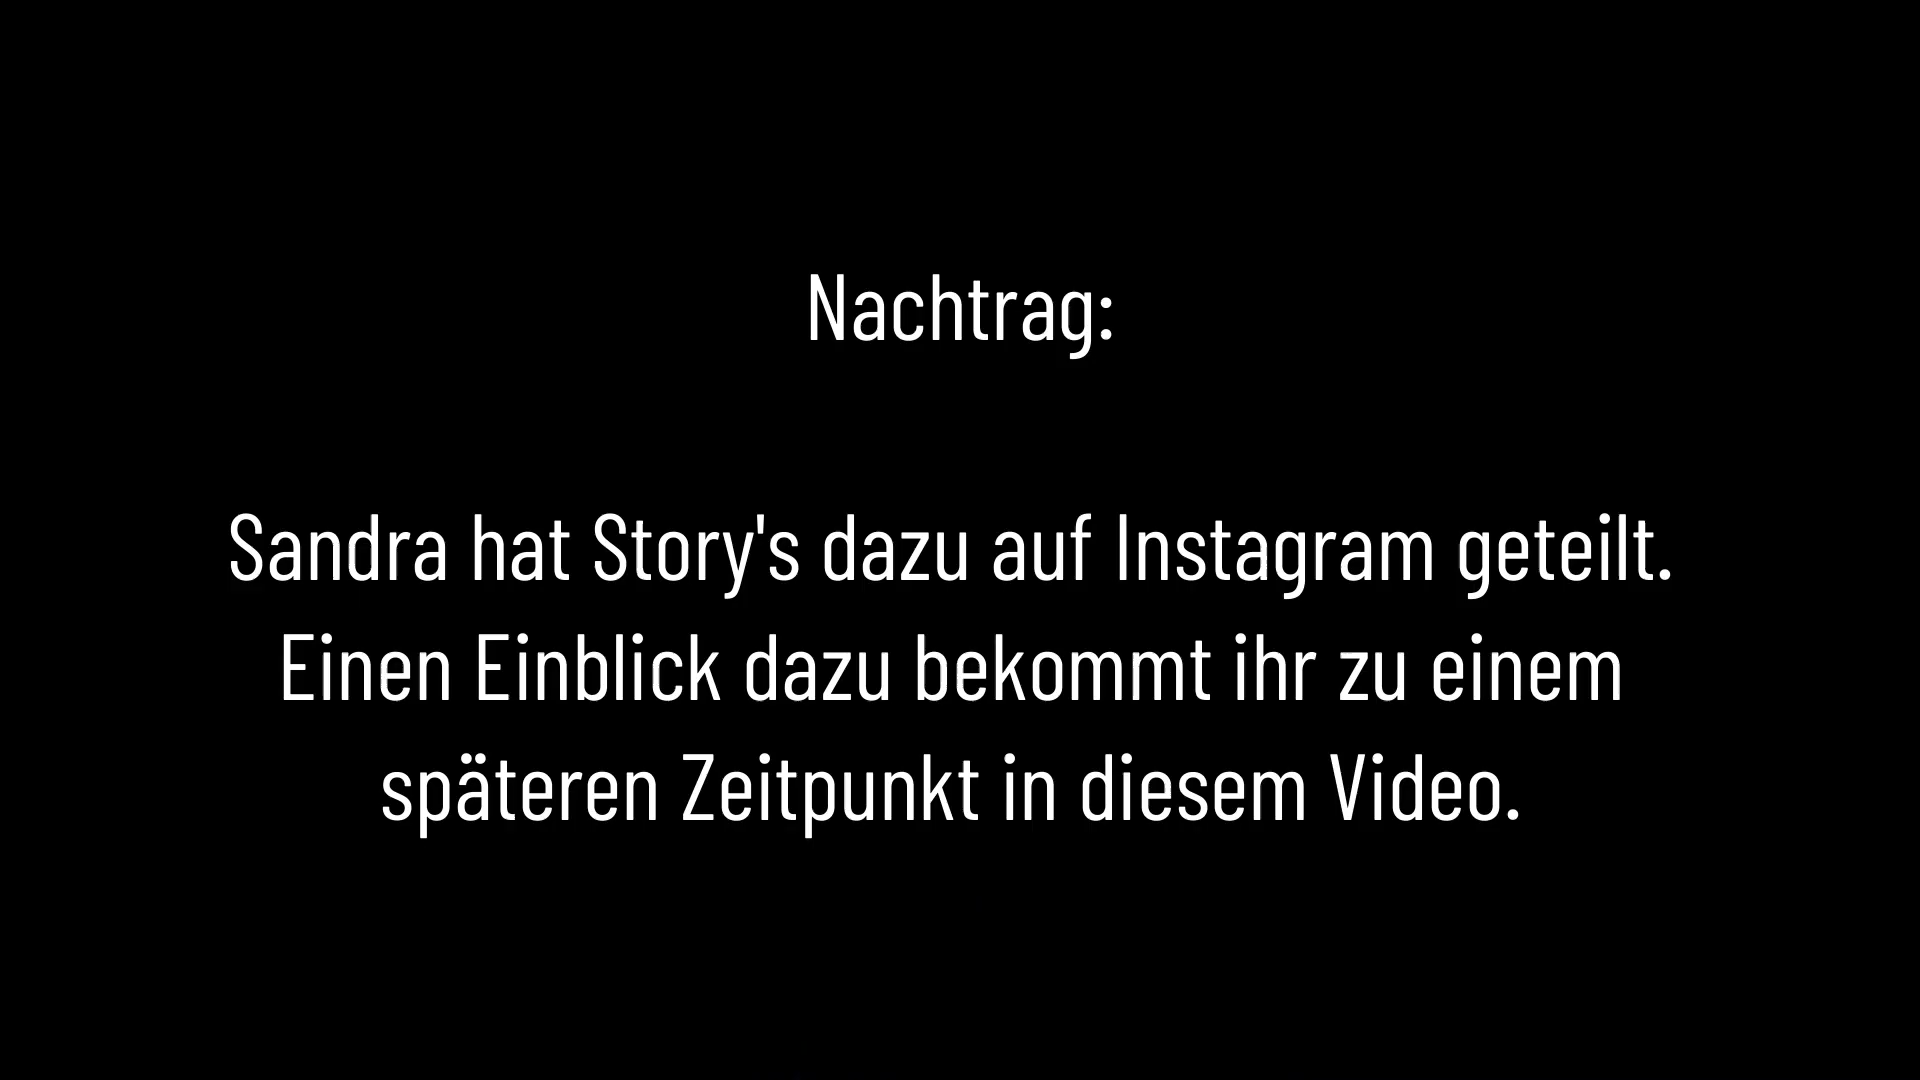 Nachtrag:
Sandra hat Story's dazu auf Instagram geteilt.
Einen Einblick dazu bekommt ihr zu einem
späteren Zeitpunkt in diesem Video.